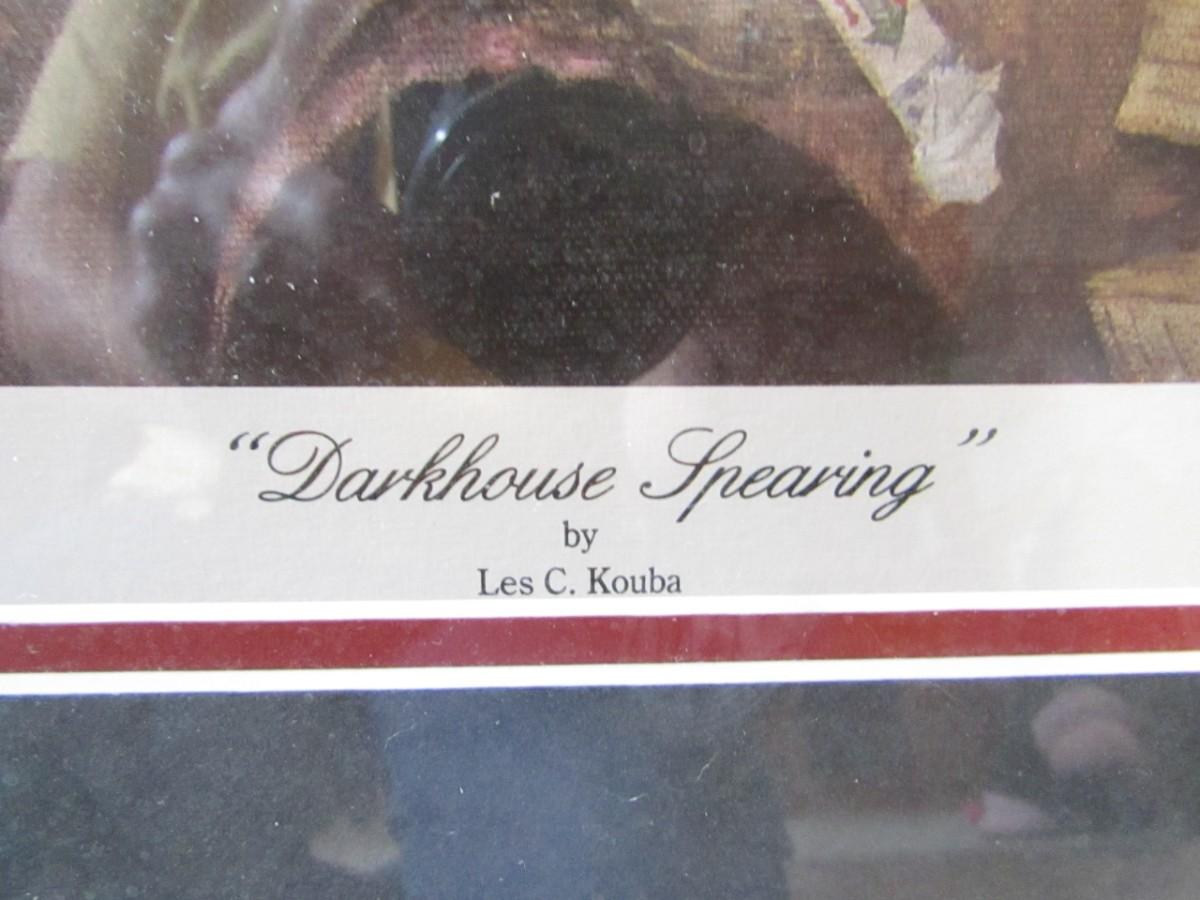 “Darkhouse Spearing”
by
Les C. Kouba